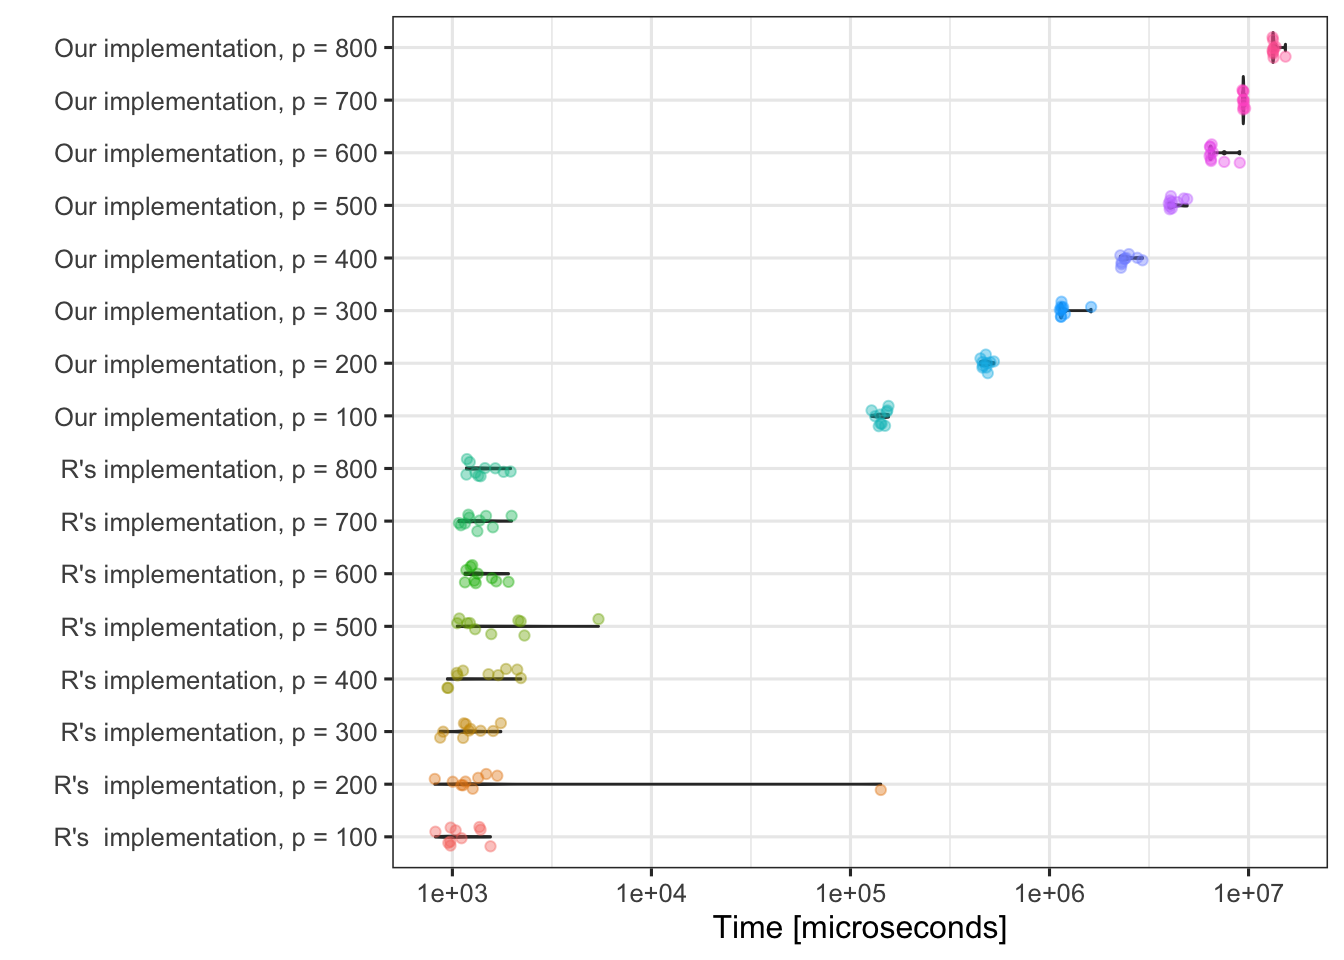 Our implementation, p = 800
Our implementation, p = 700
Our implementation, p = 600
Our implementation, p = 500
Our implementation, p = 400
Our implementation, p = 300
Our implementation, p = 200
Our implementation, p = 100
R's implementation, p = 800
R's implementation, p = 700
R's implementation, p = 600
R's implementation, p = 500
R's implementation, p = 400
R's implementation, p = 300
R's  implementation, p = 200
R's  implementation, p = 100
1e+03 1e+04 1e+05 1e+06 1e+07
Time [microseconds]